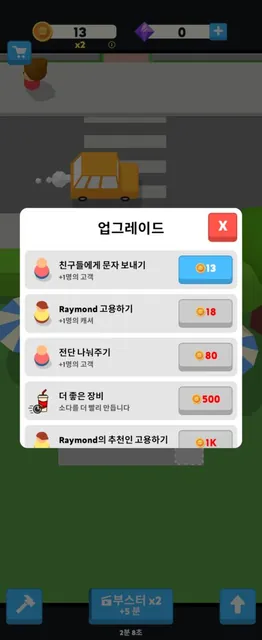 13
0
x2
업그레이드
X
친구들에게 문자 보내기
+1명의 고객
13
Raymond 고용하기
+1명의 캐셔
18
전단 나눠주기
+1명의 고객
80
더 좋은 장비
소다를 더 빨리 만듭니다
500
Raymond의 추천인 고용하기
1K
부스터 x2
+5 분
2분 8초